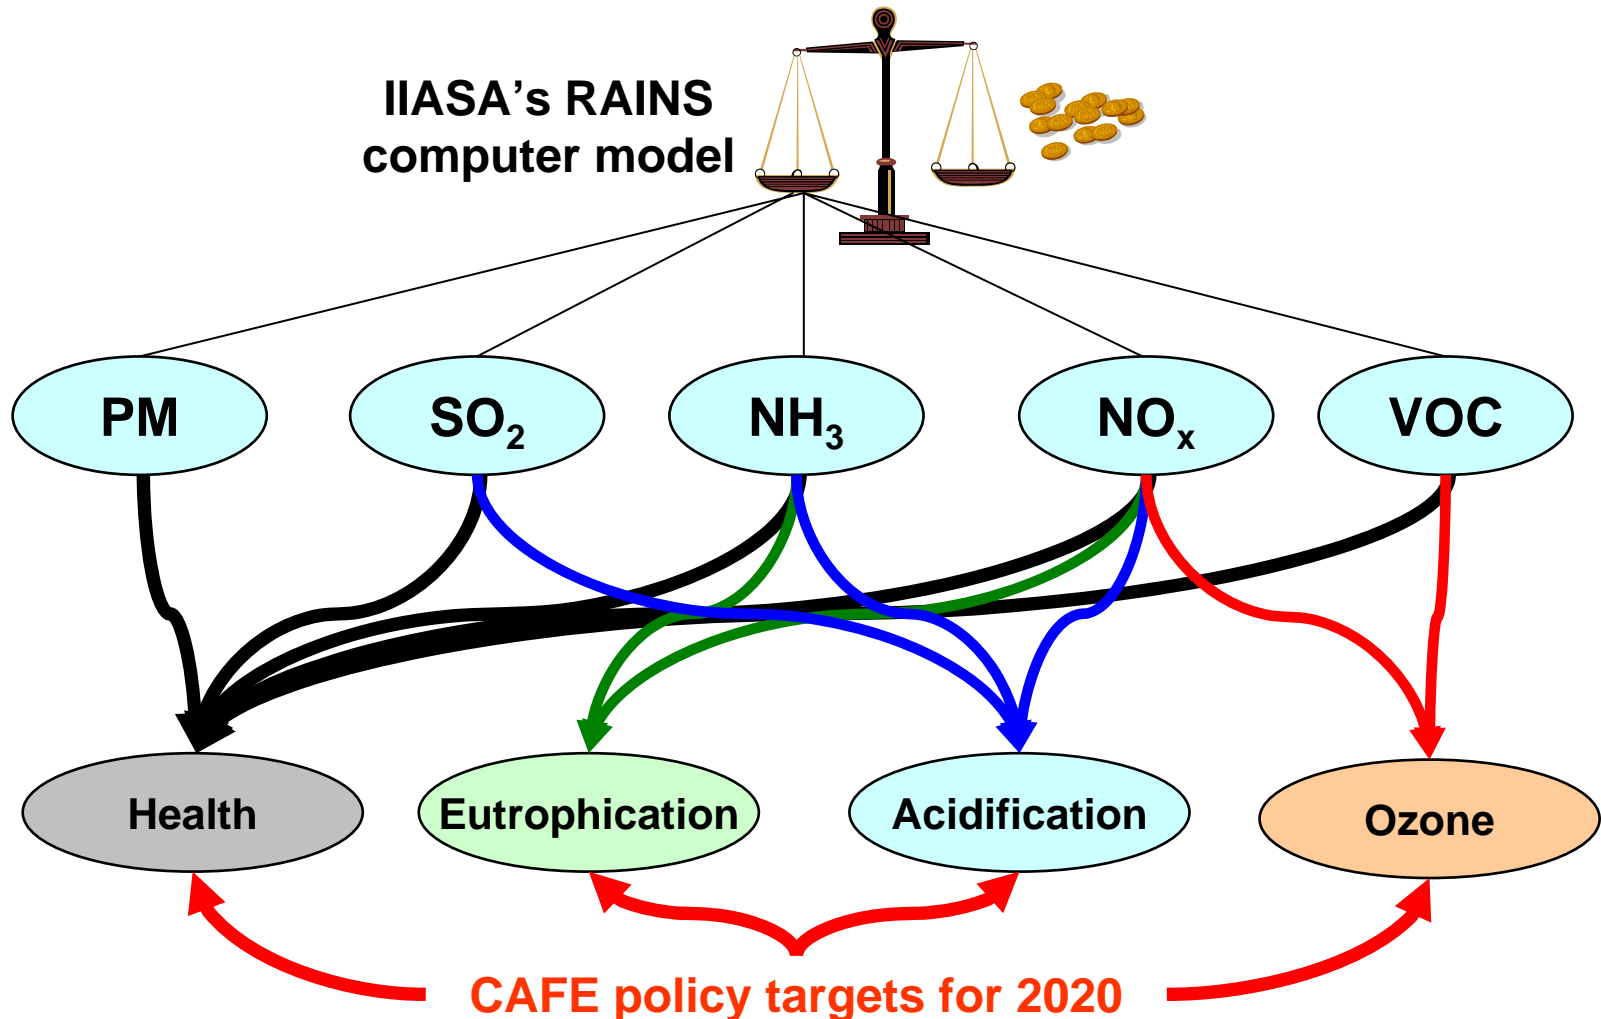 IIASA’s RAINS
computer model
PM
SO₂
NH₃
NOₓ
VOC
Health
Eutrophication
Acidification
Ozone
CAFE policy targets for 2020